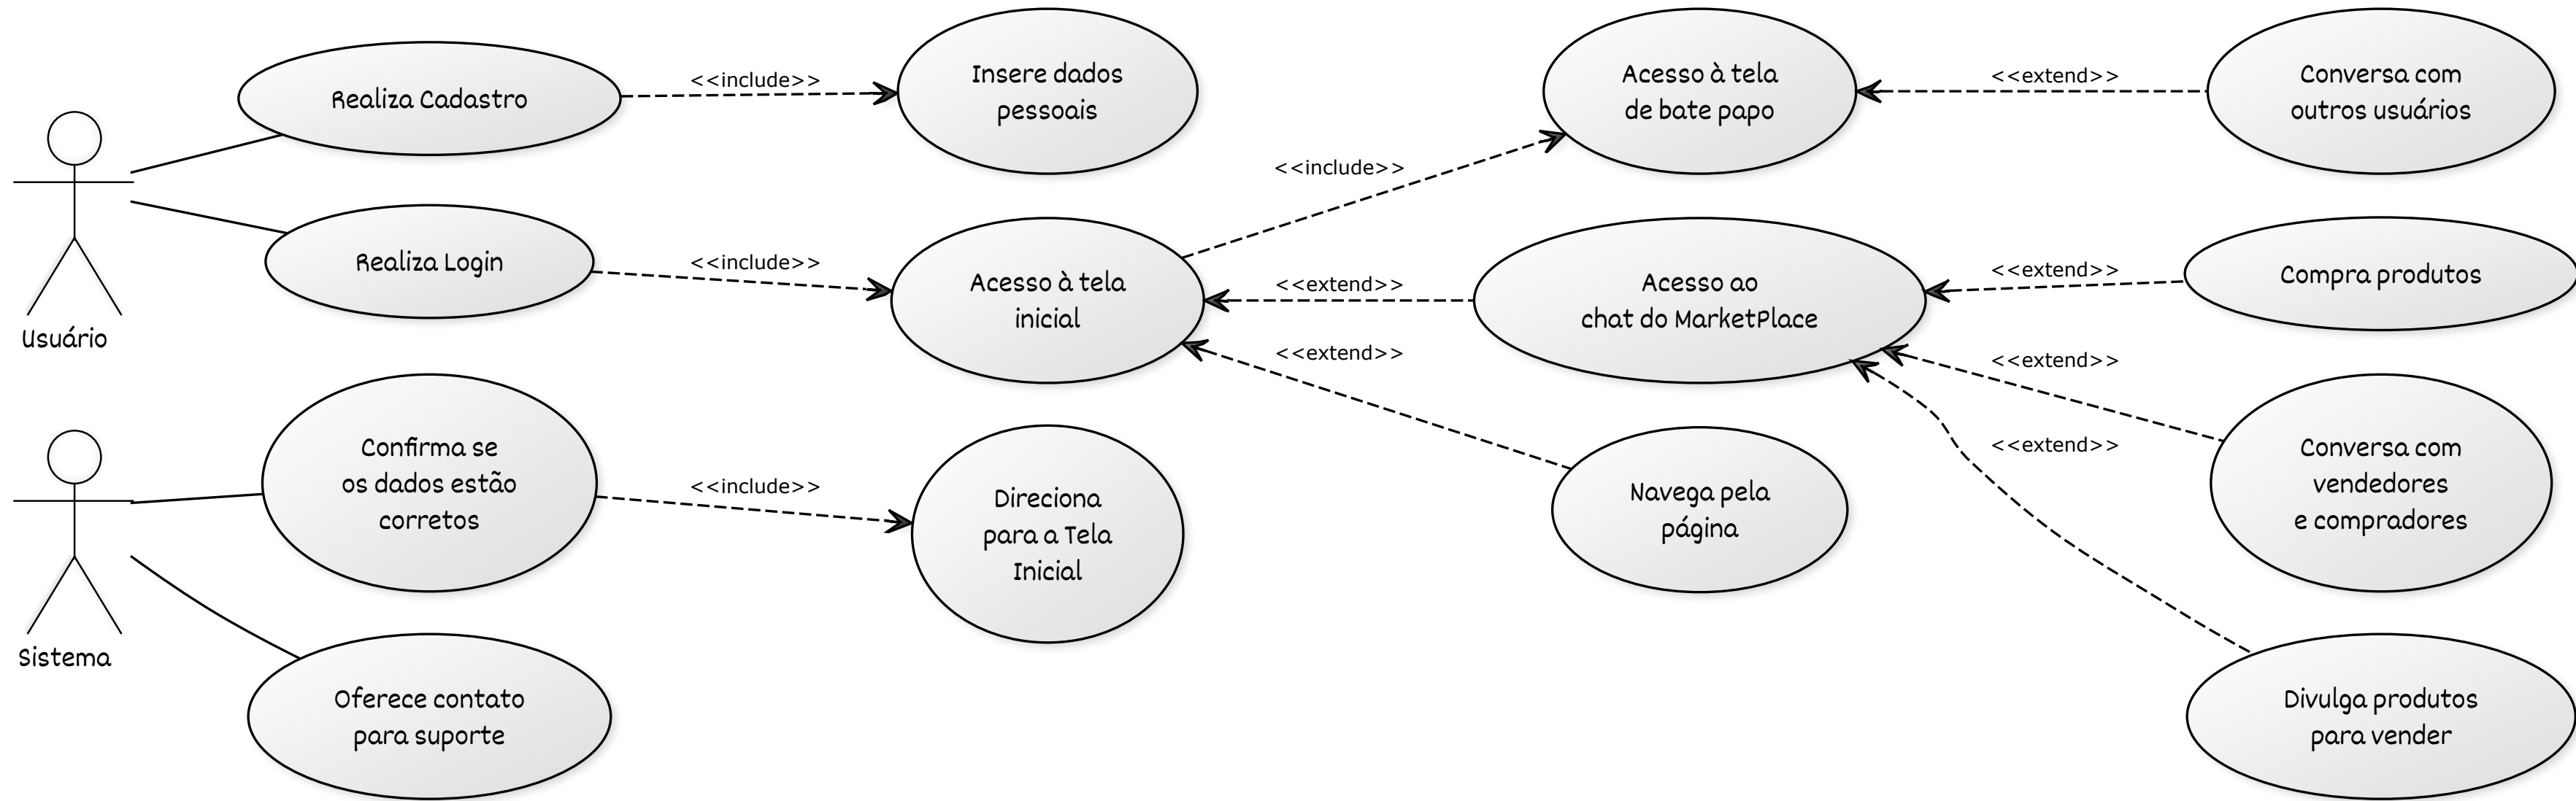 Realiza Cadastro
<<include>>
Insere dados
pessoais
Acesso à tela
de bate papo
<<extend>>
Conversa com
outros usuários
<<include>>
Usuário
Realiza Login
<<include>>
Acesso à tela
inicial
<<extend>>
Acesso ao
chat do MarketPlace
<<extend>>
Compra produtos
<<extend>>
<<extend>>
<<extend>>
Conversa com
vendedores
e compradores
Sistema
Confirma se
os dados estão
corretos
<<include>>
Direciona
para a Tela
Inicial
Navega pela
página
Oferece contato
para suporte
Divulga produtos
para vender